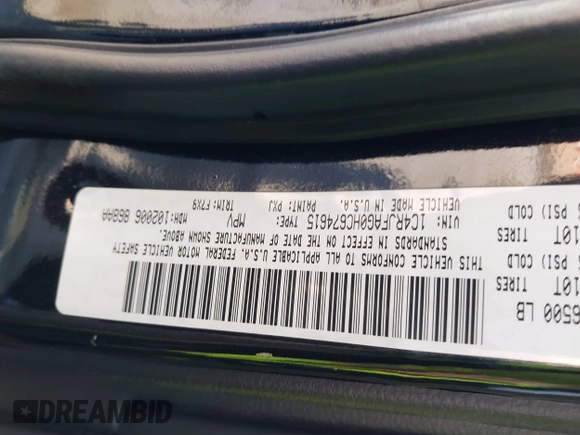 6500 LB
TIRES
10T
G PSI) COLD
TIRES
10T
G PSI) COLD
THIS VEHICLE CONFORMS TO ALL APPLICABLE U.S.A. FEDERAL MOTOR VEHICLE SAFETY
STANDARDS IN EFFECT ON THE DATE OF MANUFACTURE SHOWN ABOVE.
VIN: 1C4RJFAG0HC674615 TYPE: MPV
VEHICLE MADE IN U.S.A. PAINT: PXJ TRIM: F7X9 MDH: 102006 868AA
DREAMBID